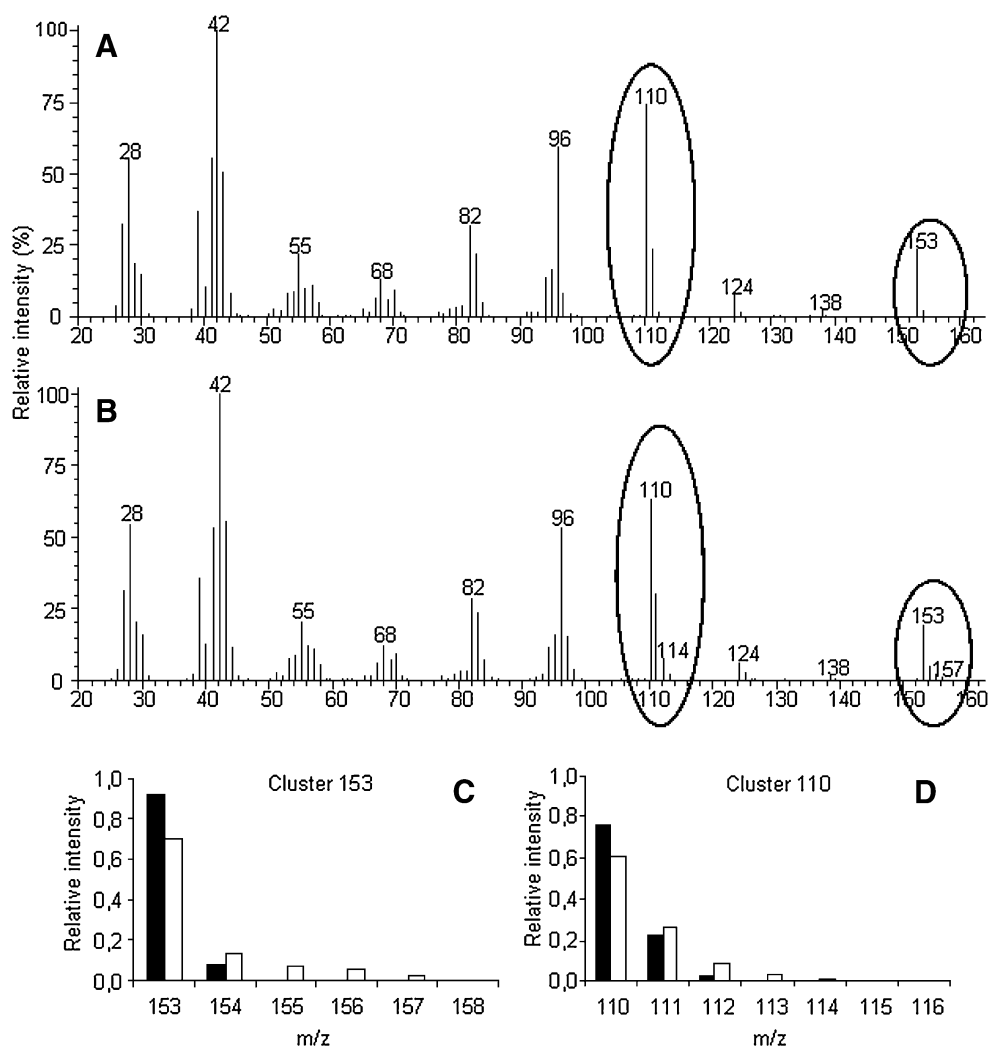 Relative intensity (%)
A
100
75
50
25
0
28
42
55
68
82
96
110
124
138
153
20 30 40 50 60 70 80 90 100 110 120 130 140 150 160
B
100
75
50
25
0
28
42
55
68
82
96
110
114
124
138
153
157
20 30 40 50 60 70 80 90 100 110 120 130 140 150 160
Cluster 153
C
Relative intensity
1,0
0,8
0,6
0,4
0,2
0,0
153 154 155 156 157 158
m/z
Cluster 110
D
Relative intensity
1,0
0,8
0,6
0,4
0,2
0,0
110 111 112 113 114 115 116
m/z